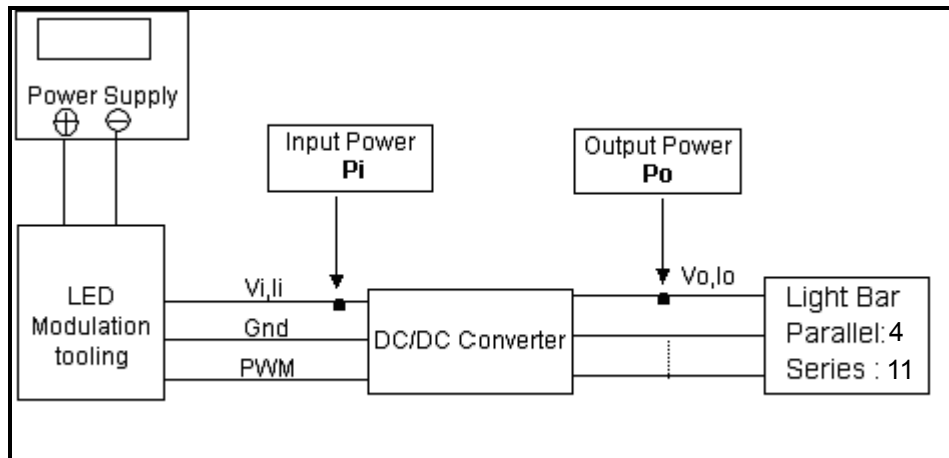 Power Supply
Input Power
Pi
Output Power
Po
LED
Modulation
tooling
Vi,Ii
Gnd
PWM
DC/DC Converter
Vo,Io
Light Bar
Parallel: 4
Series : 11